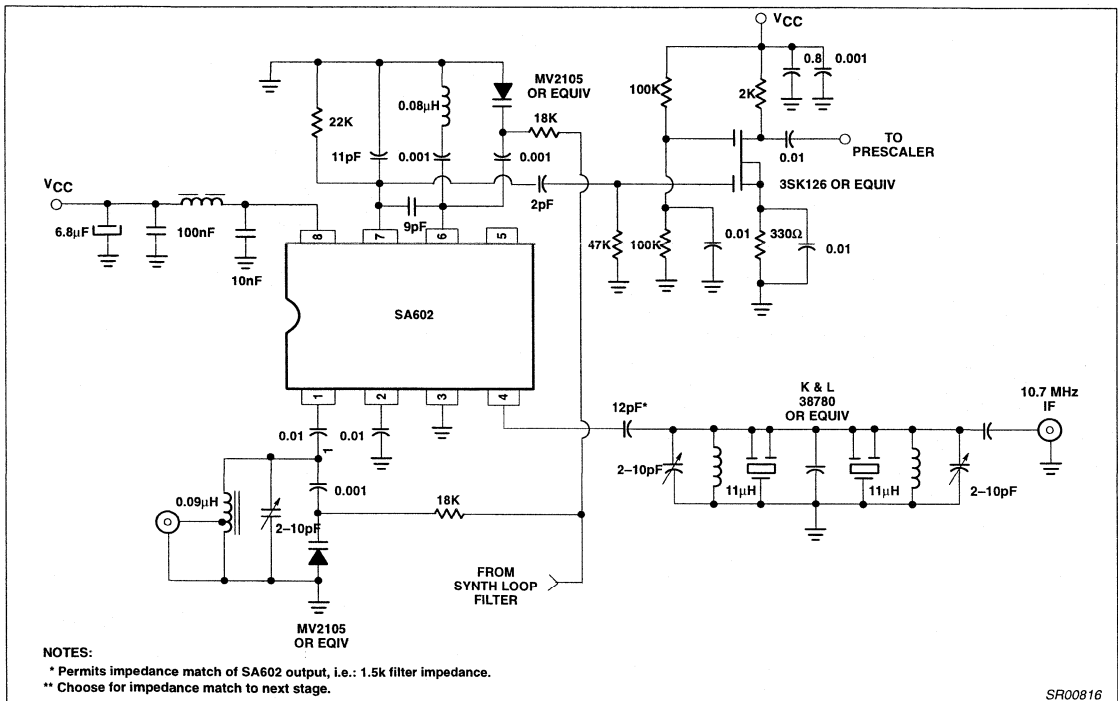 VCC
0.8 0.001
MV2105
OR EQUIV
100K
2K
0.08µH
22K
18K
TO
PRESCALER
0.01
11pF
0.001
0.001
3SK126 OR EQUIV
VCC
2pF
9pF
6.8µF
100nF
8
7
6
5
47K
100K
0.01
330Ω
0.01
10nF
SA602
1
2
3
4
K & L
38780
OR EQUIV
10.7 MHz
IF
12pF*
0.01
1
0.01
2–10pF
11µH
11µH
2–10pF
0.001
18K
0.09µH
2–10pF
FROM
SYNTH LOOP
FILTER
MV2105
OR EQIV
NOTES:
* Permits impedance match of SA602 output, i.e.: 1.5k filter impedance.
** Choose for impedance match to next stage.
SR00816